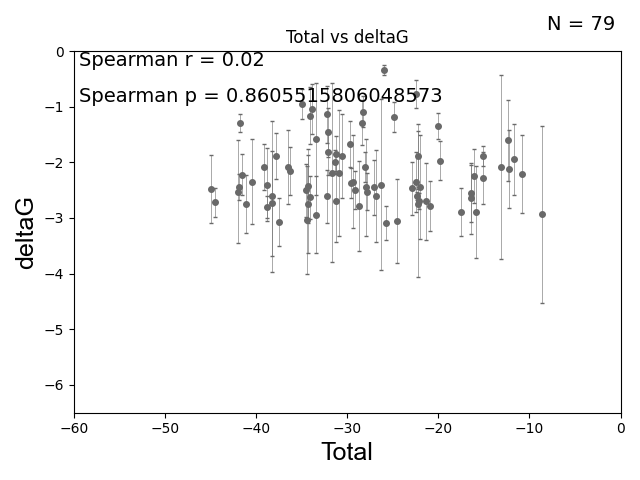 N = 79
Total vs deltaG
Spearman r = 0.02
Spearman p = 0.8605515806048573
deltaG
0
−1
−2
−3
−4
−5
−6
−60
−50
−40
−30
−20
−10
0
Total